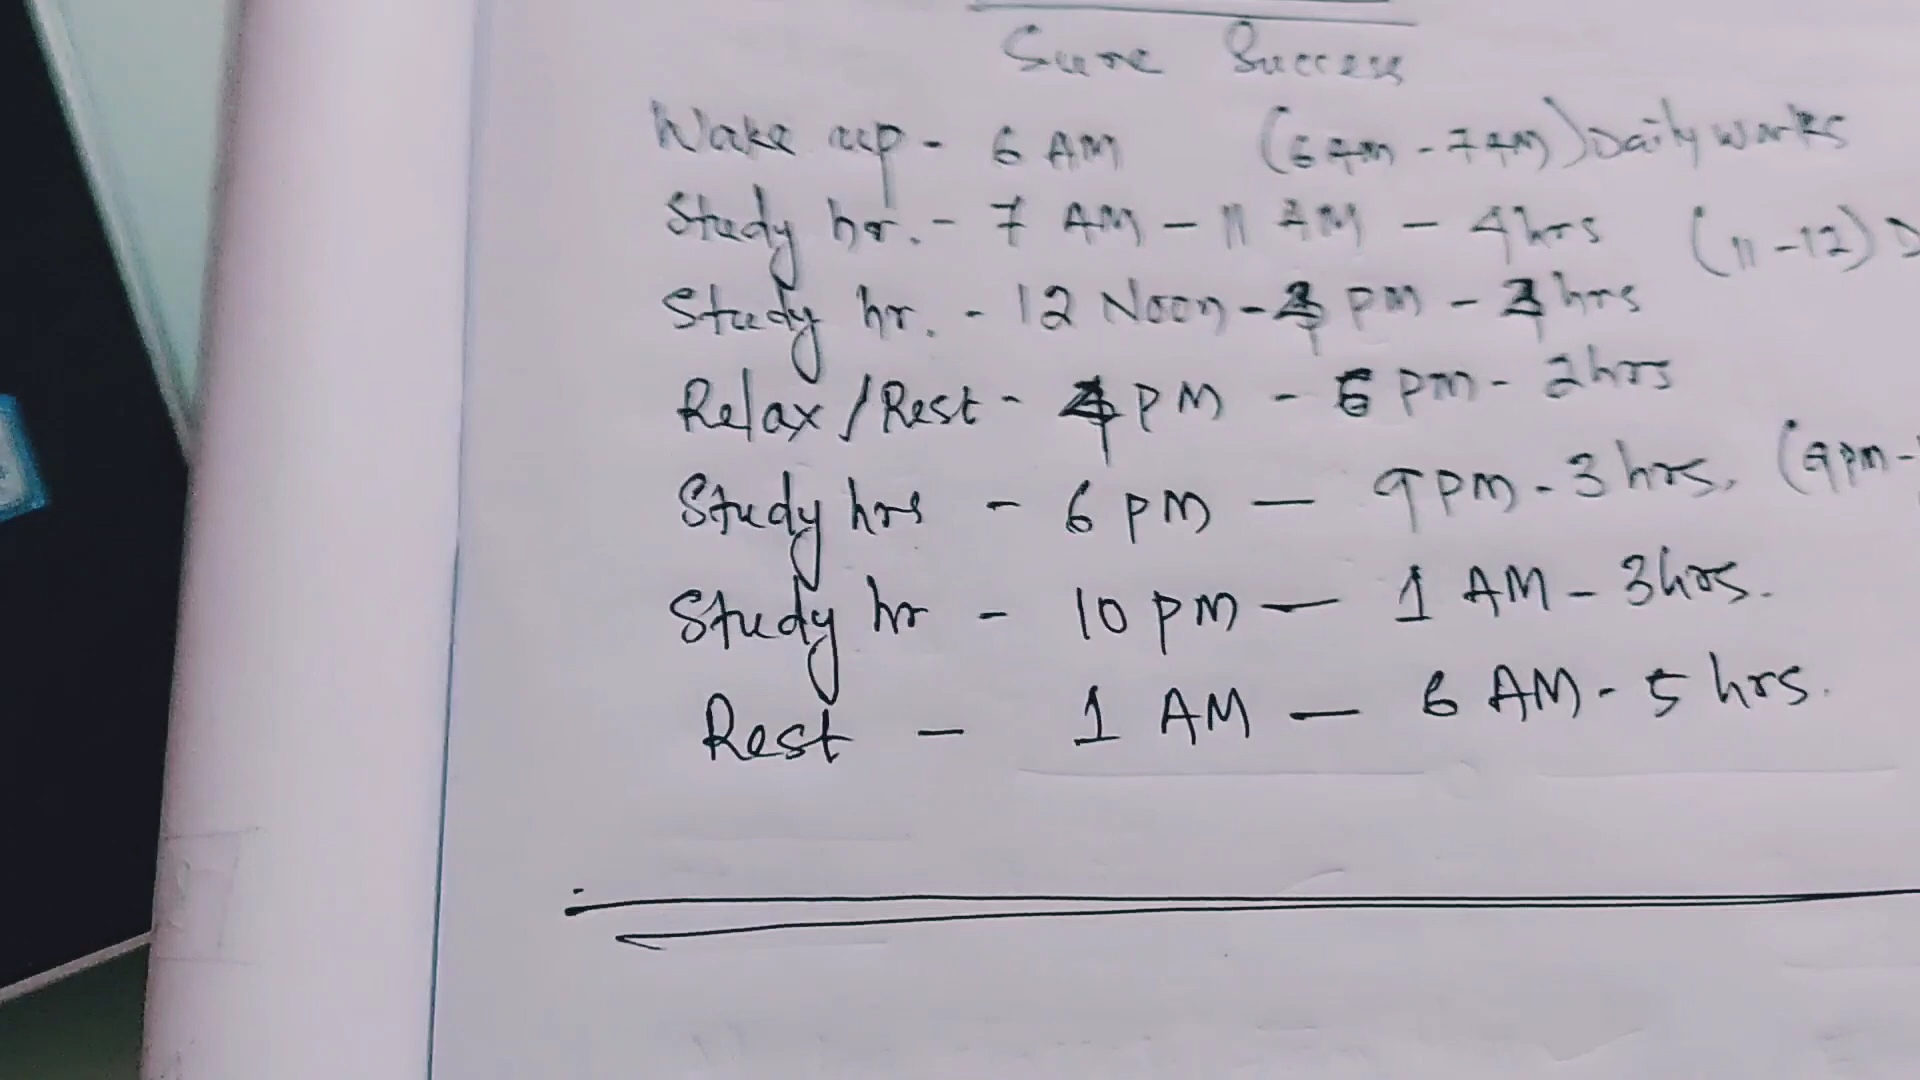 Sure Success
Wake up - 6 AM (6 AM - 7 AM) Daily works
Study hr. - 7 AM - 11 AM - 4 hrs (11 - 12)
Study hr. - 12 Noon - 4 PM - 4 hrs
Relax / Rest - 4 PM - 6 PM - 2 hrs
Study hrs - 6 PM - 9 PM - 3 hrs. (9 PM -
Study hr - 10 PM - 1 AM - 3 hrs.
Rest - 1 AM - 6 AM - 5 hrs.